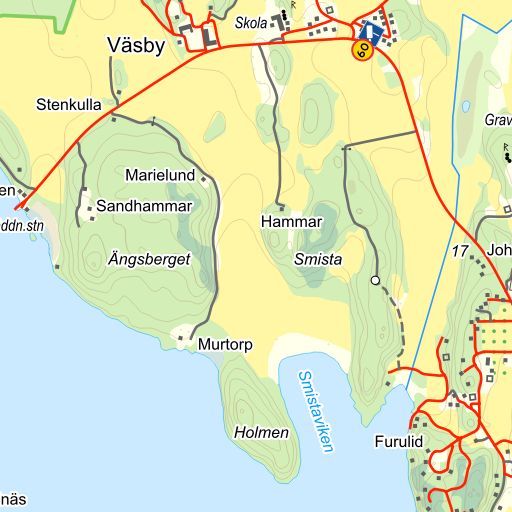 Skola
Väsby
60
Stenkulla
Grav
Marielund
en
Sandhammar
ddn.stn
Hammar
17
Joh
Ängsberget
Smista
Murtorp
Smistaviken
Holmen
Furulid
näs